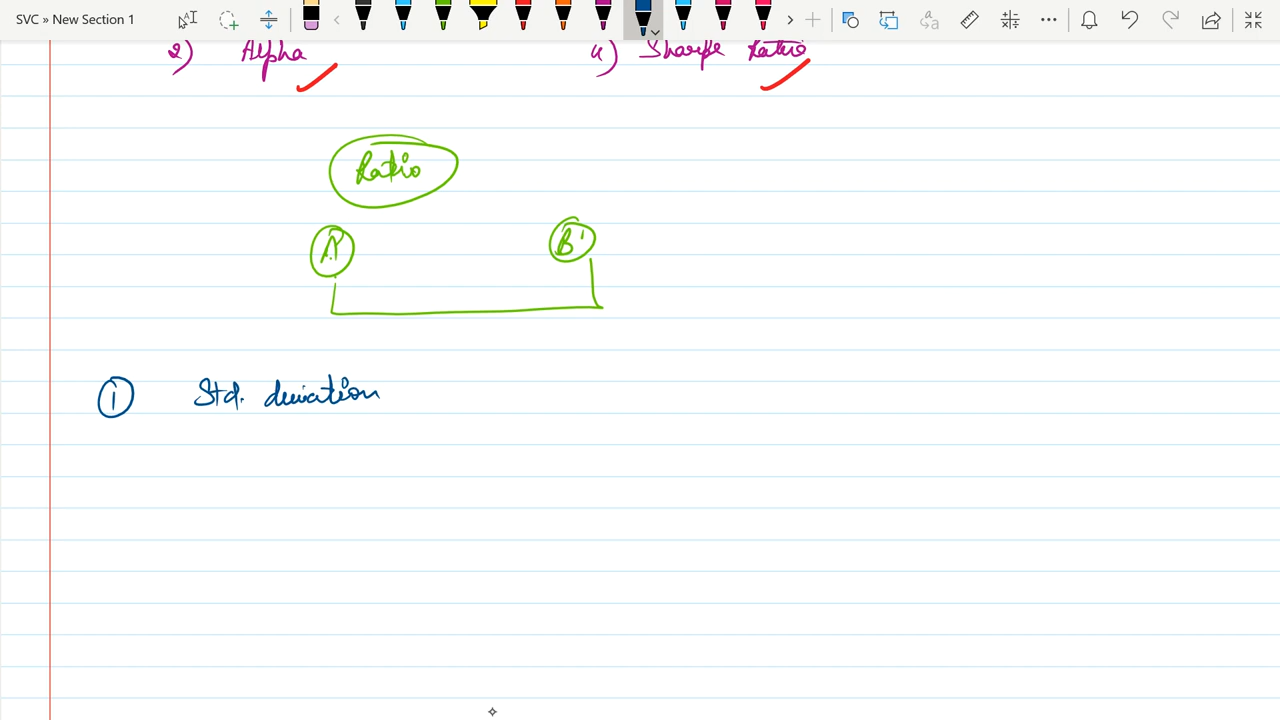 SVC » New Section 1
2) Alpha 4) Sharpe Ratio
Ratio
A B
1 Std. deviation